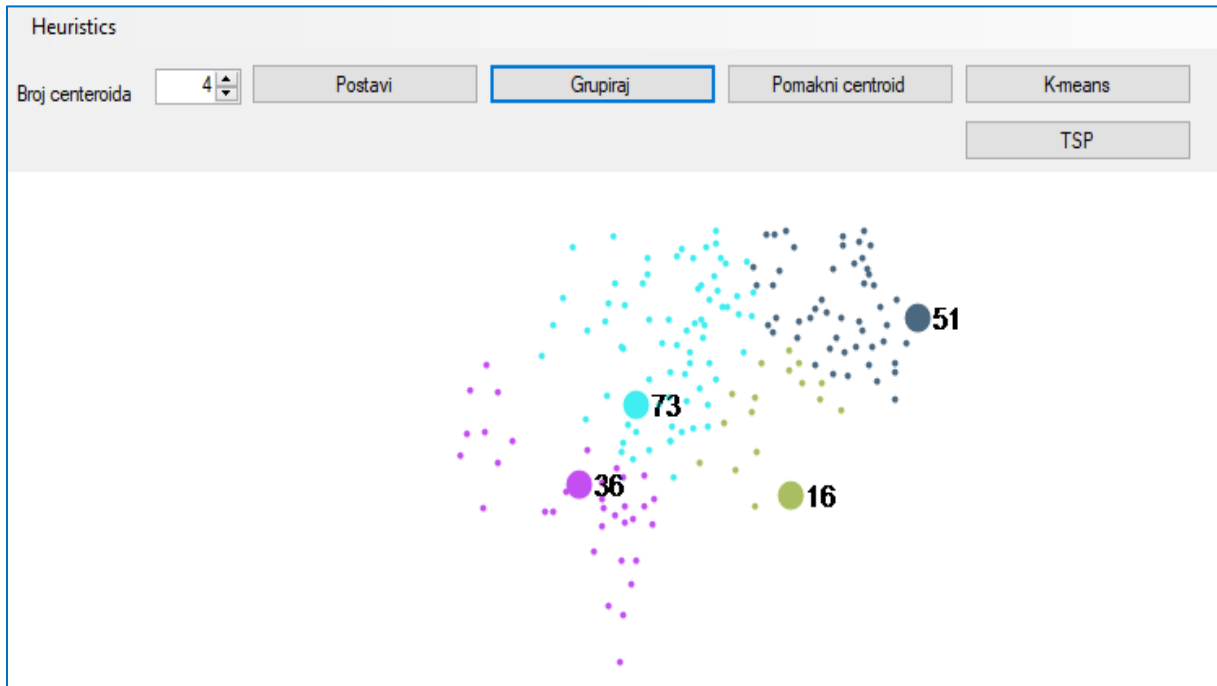 Heuristics
Broj centeroida 4 Postavi Grupiraj Pomakni centroid K-means
TSP
51
73
36
16